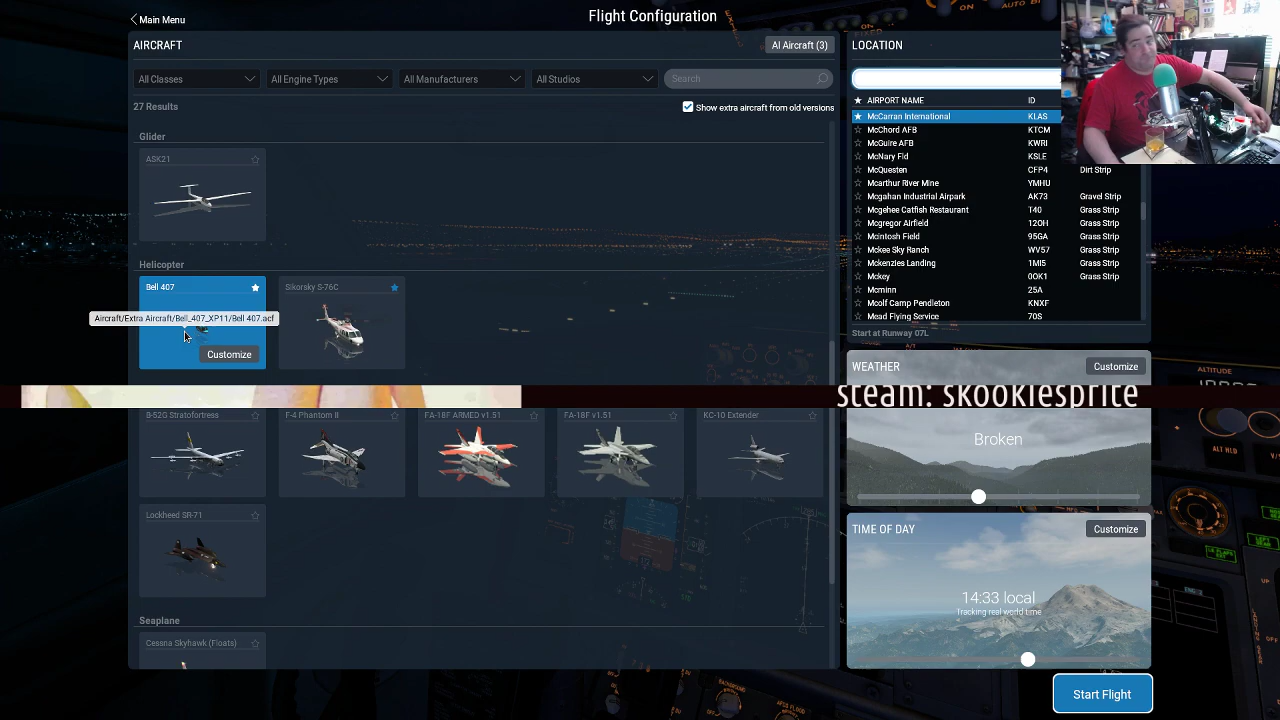 Main Menu
Flight Configuration
AIRCRAFT
AI Aircraft (3)
All Classes
All Engine Types
All Manufacturers
All Studios
Search
27 Results
Show extra aircraft from old versions
Glider
ASK21
Helicopter
Bell 407
Sikorsky S-76C
Aircraft/Extra Aircraft/Bell_407_XP11/Bell 407.acf
Customize
B-52G Stratofortress
F-4 Phantom II
FA-18F ARMED v1.51
FA-18F v1.51
KC-10 Extender
Lockheed SR-71
Seaplane
Cessna Skyhawk (Floats)
LOCATION
AIRPORT NAME ID
McCarran International KLAS
McChord AFB KTCM
McGuire AFB KWRI
McNary Fld KSLE
McQuesten CFP4 Dirt Strip
Mcarthur River Mine YMHU
Mcgahan Industrial Airpark AK73 Gravel Strip
Mcgehee Catfish Restaurant T40 Grass Strip
Mcgregor Airfield 12OH Grass Strip
Mcintosh Field 95GA Grass Strip
Mckee Sky Ranch WV57 Grass Strip
Mckenzies Landing 1MI5 Grass Strip
Mckey 0OK1 Grass Strip
Mcminn 25A
Mcolf Camp Pendleton KNXF
Mead Flying Service 70S
Start at Runway 07L
WEATHER
Customize
steam: skookiesprite
Broken
TIME OF DAY
Customize
14:33 local
Tracking real world time
Start Flight
ALTITUDE
ALT HLD